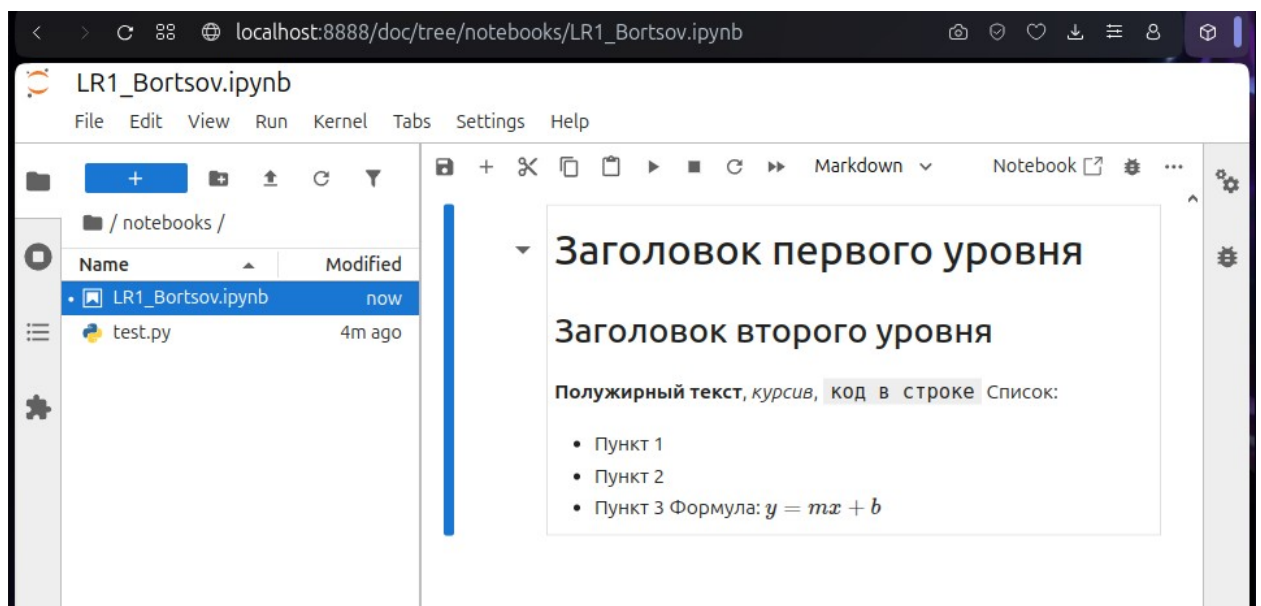 localhost:8888/doc/tree/notebooks/LR1_Bortsov.ipynb
LR1_Bortsov.ipynb
File Edit View Run Kernel Tabs Settings Help
Markdown Notebook
/ notebooks /
Name Modified
LR1_Bortsov.ipynb now
test.py 4m ago
Заголовок первого уровня
Заголовок второго уровня
Полужирный текст, курсив, код в строке Список:
• Пункт 1
• Пункт 2
• Пункт 3 Формула: y = mx + b